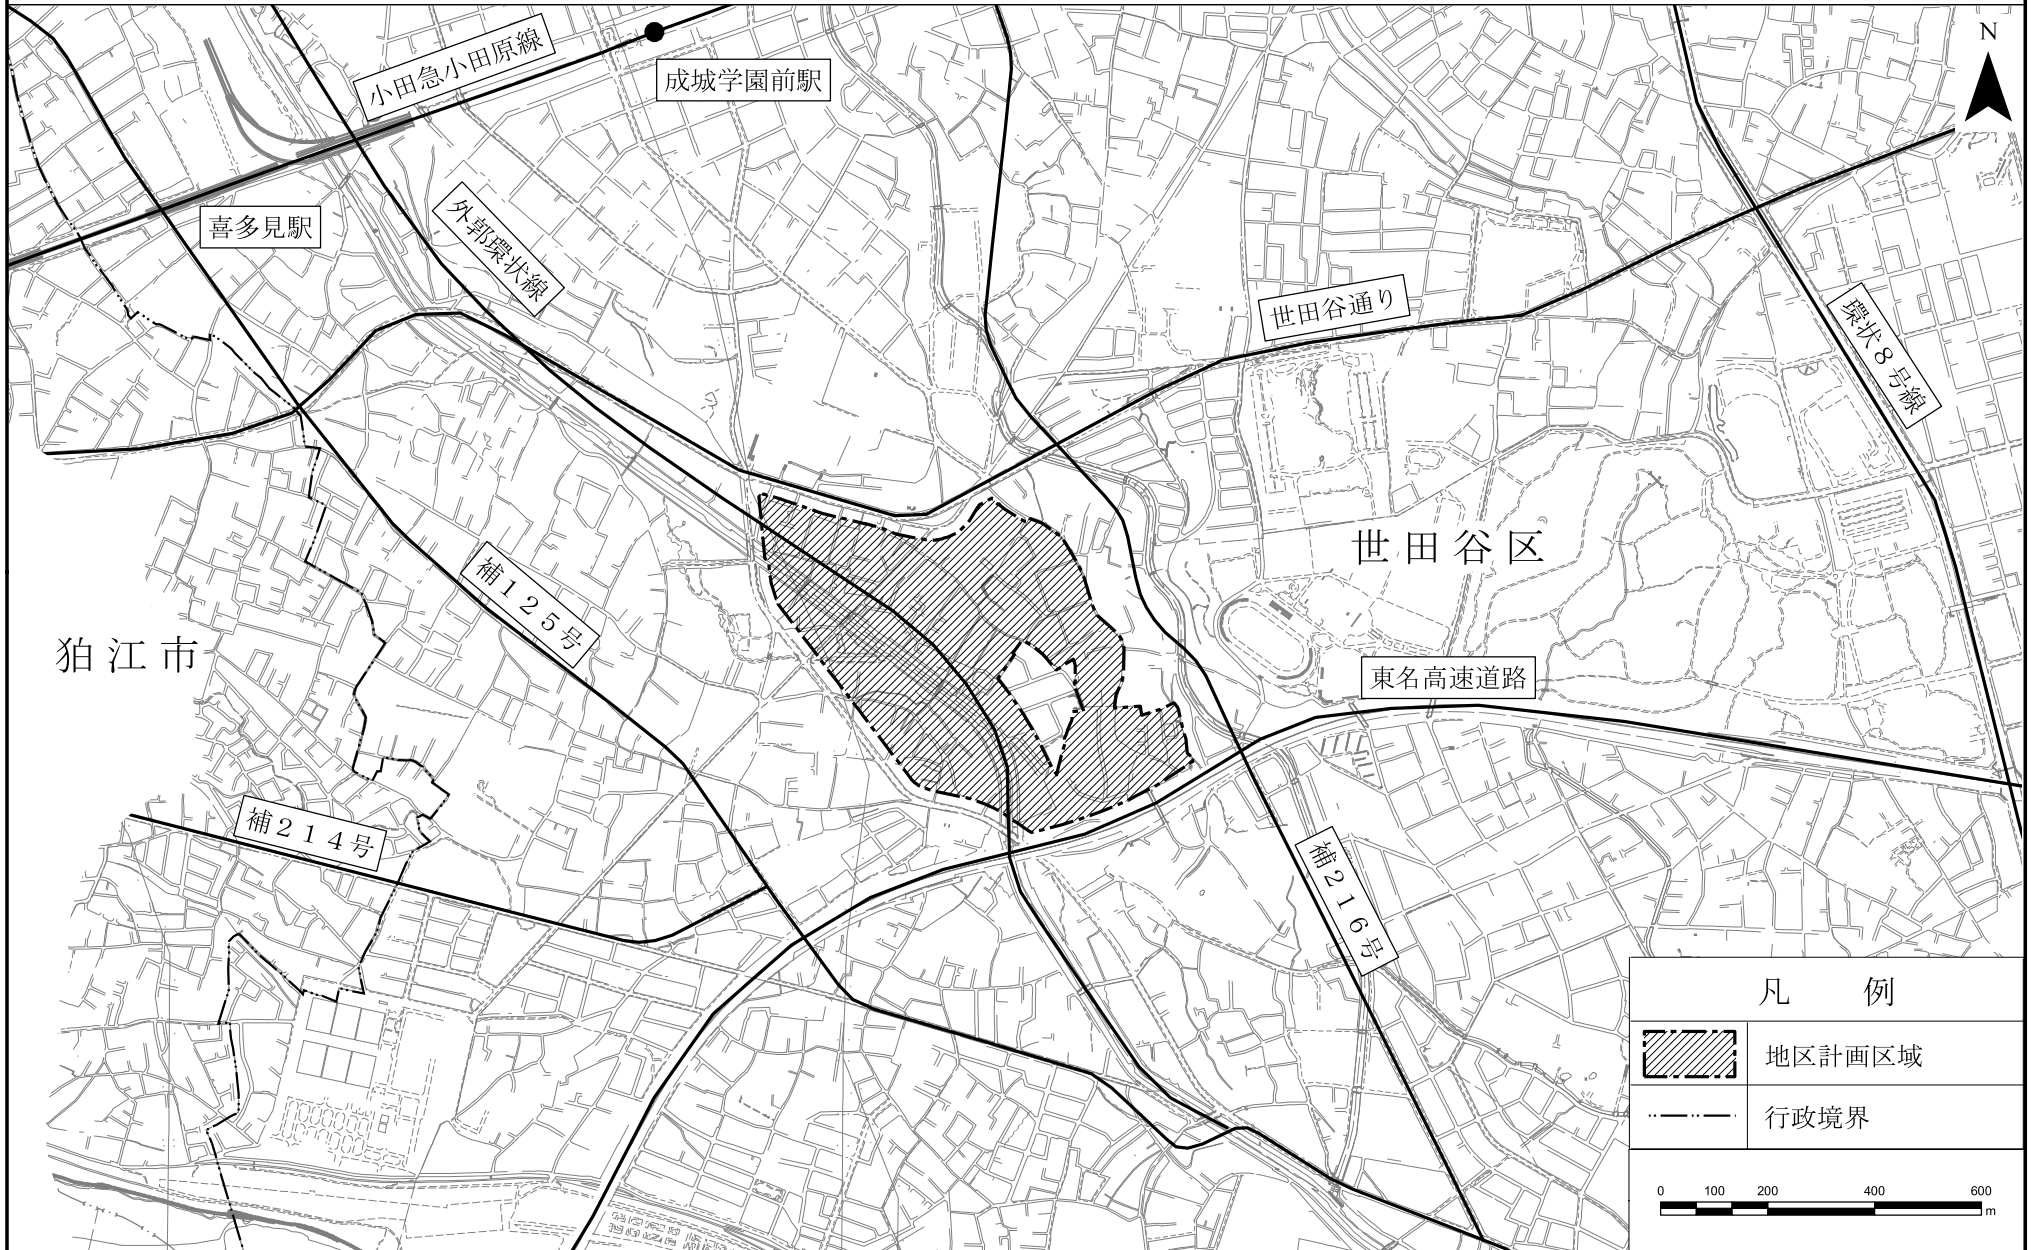 N
小田急小田原線
成城学園前駅
喜多見駅
外郭環状線
世田谷通り
環状8号線
世田谷区
補125号
狛江市
東名高速道路
補214号
補216号
凡 例
地区計画区域
行政境界
0 100 200 400 600
m